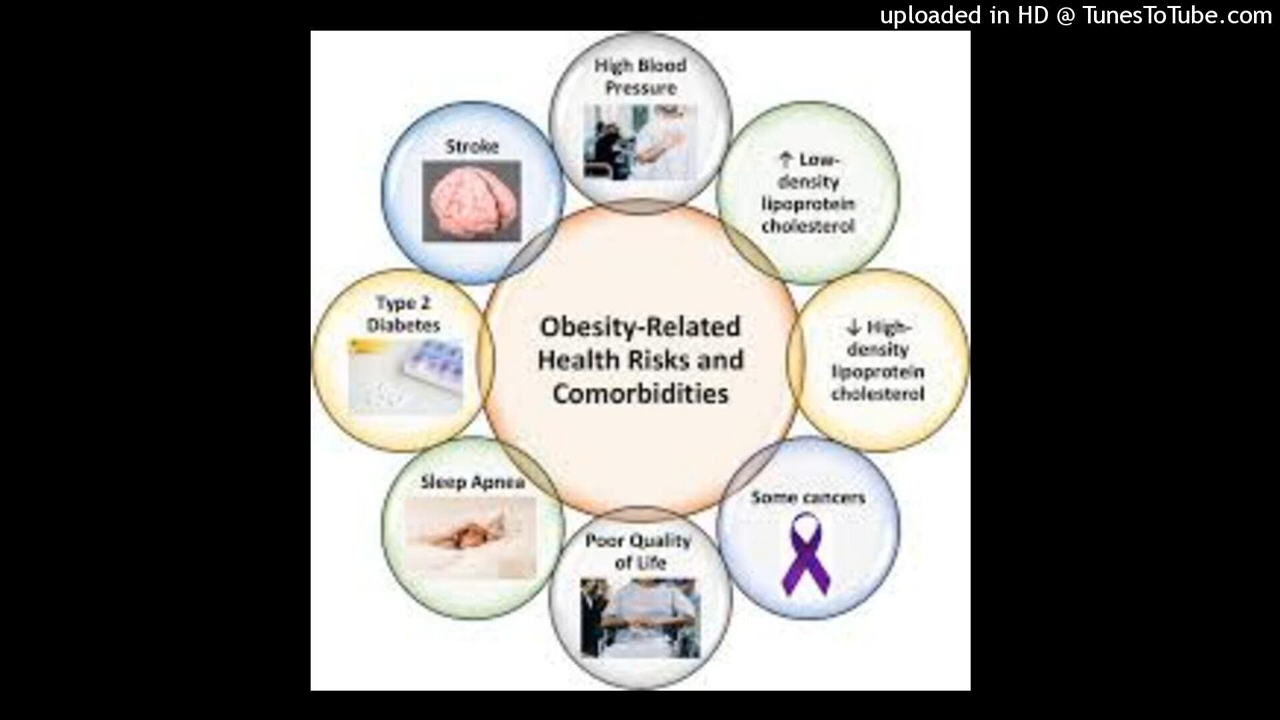 uploaded in HD @ TunesToTube.com
High Blood
Pressure
↑ Low-
density
lipoprotein
cholesterol
↓ High-
density
lipoprotein
cholesterol
Some cancers
Poor Quality
of Life
Sleep Apnea
Type 2
Diabetes
Stroke
Obesity-Related
Health Risks and
Comorbidities